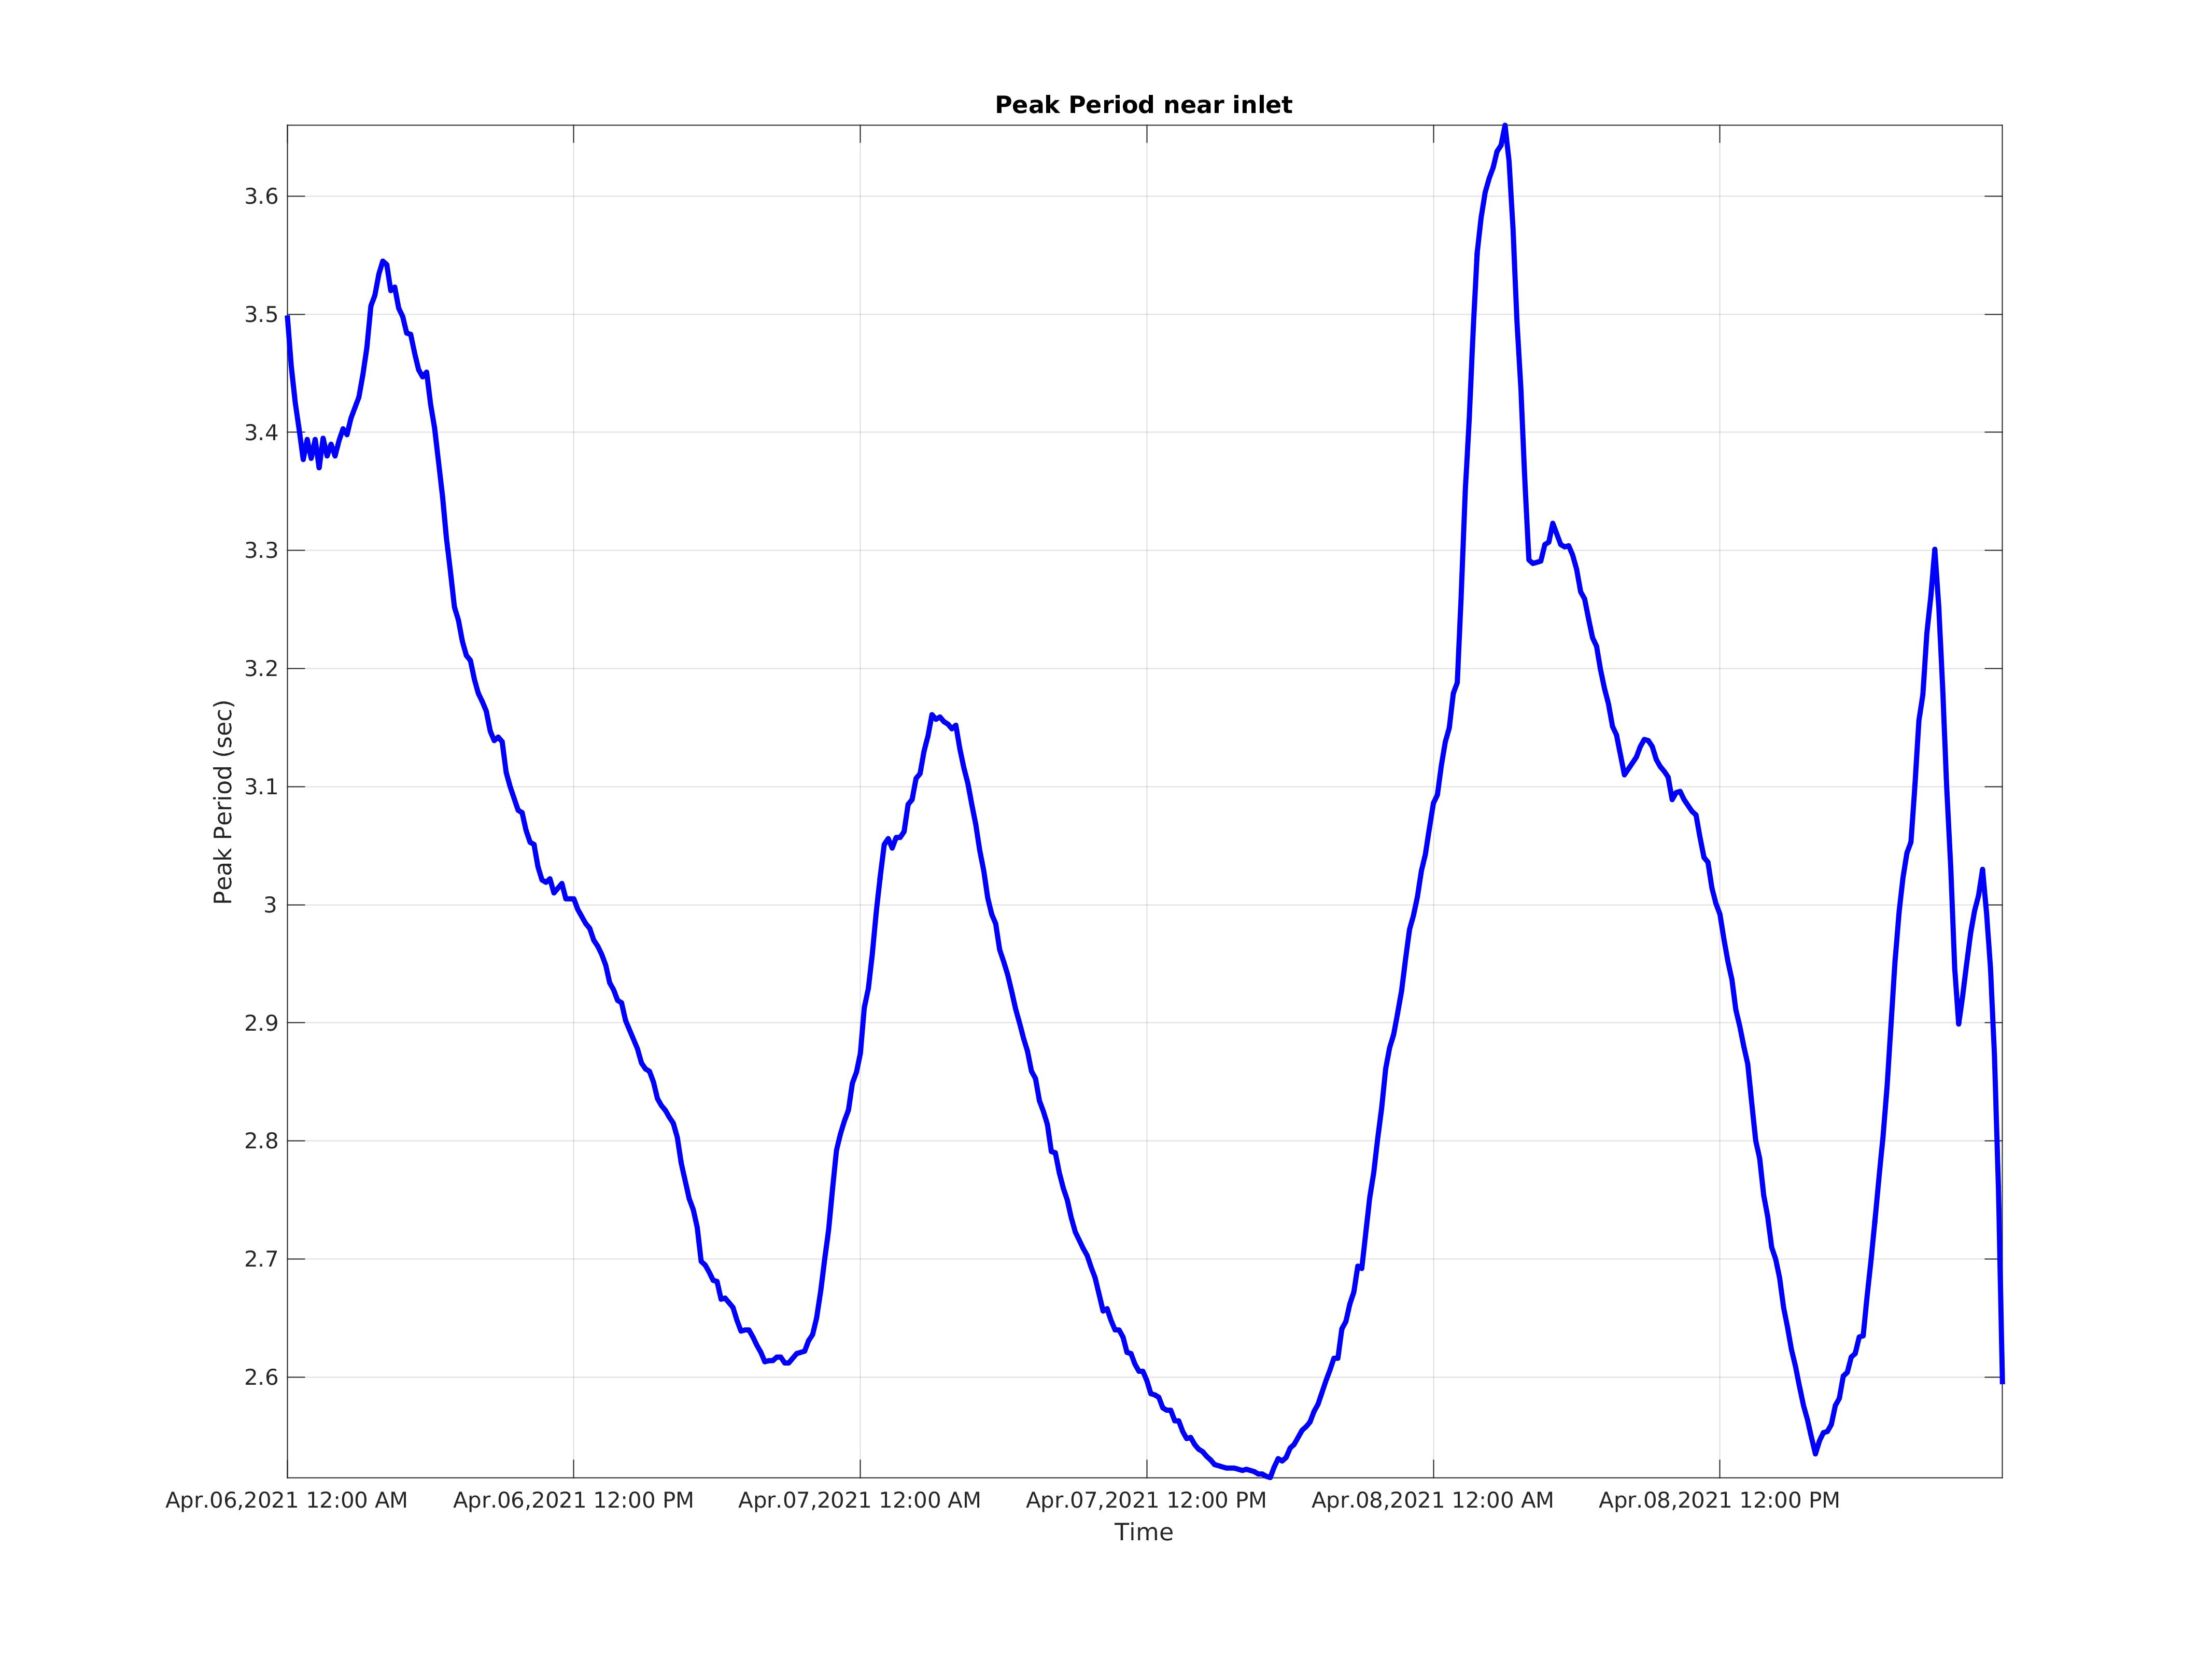 Peak Period near inlet
3.6
3.5
3.4
3.3
3.2
3.1
3
2.9
2.8
2.7
2.6
Peak Period (sec)
Apr.06,2021 12:00 AM
Apr.06,2021 12:00 PM
Apr.07,2021 12:00 AM
Apr.07,2021 12:00 PM
Apr.08,2021 12:00 AM
Apr.08,2021 12:00 PM
Time